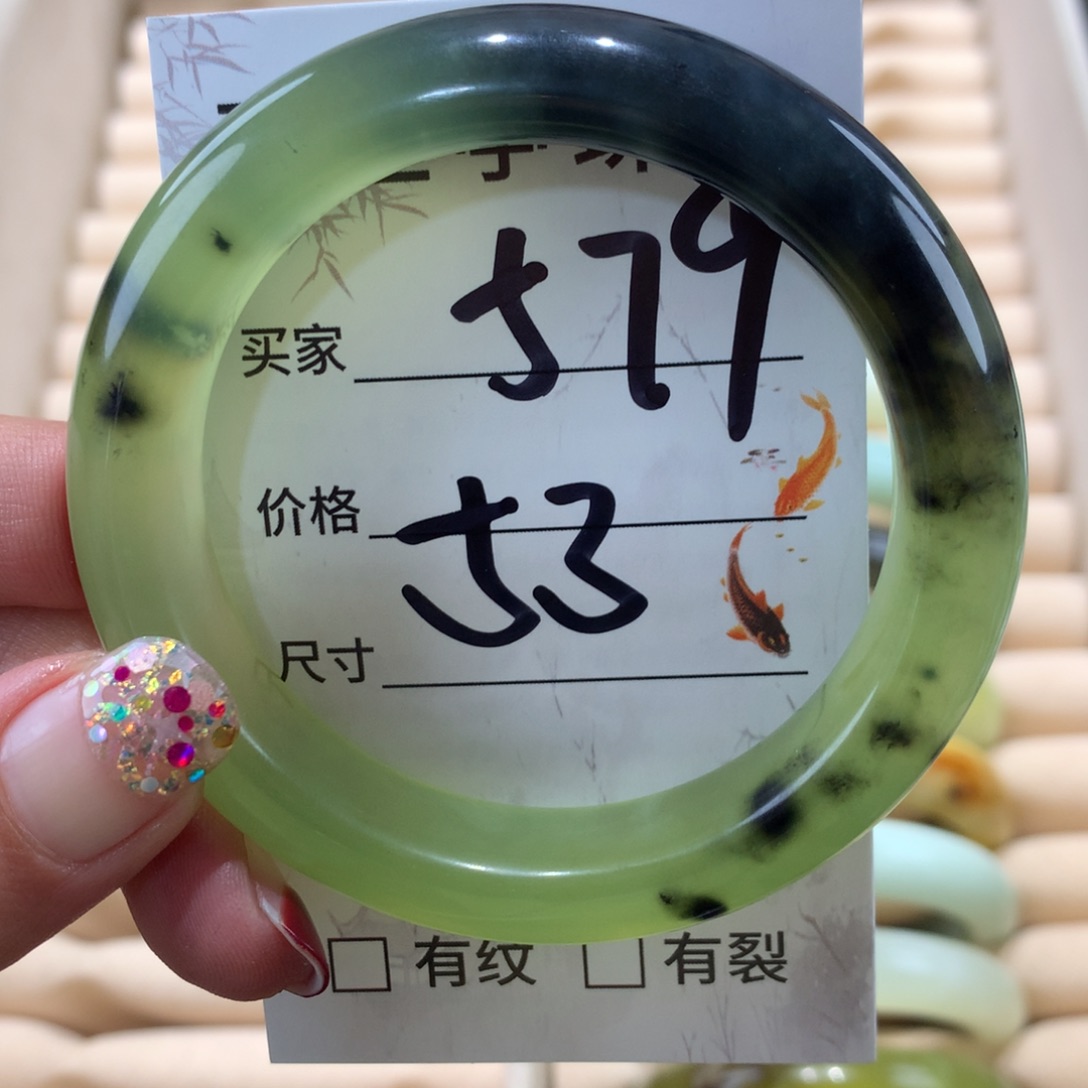 买家 579
价格 53
尺寸
有纹 有裂